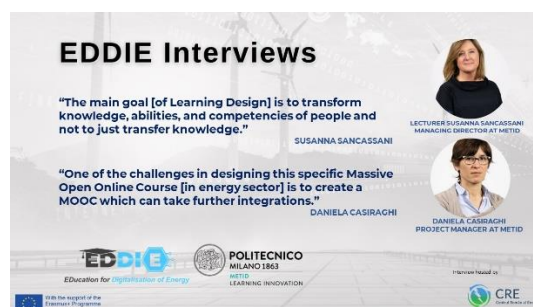 EDDIE Interviews
“The main goal [of Learning Design] is to transform
knowledge, abilities, and competencies of people and
not to just transfer knowledge.”
SUSANNA SANCASSANI
LECTURER SUSANNA SANCASSANI
MANAGING DIRECTOR AT METID
“One of the challenges in designing this specific Massive
Open Online Course [in energy sector] is to create a
MOOC which can take further integrations.”
DANIELA CASIRAGHI
DANIELA CASIRAGHI
PROJECT MANAGER AT METID
EDDIE
EDucation for Digitalisation of Energy
POLITECNICO
MILANO 1863
METID
LEARNING INNOVATION
Interview hosted by
CRE
With the support of the
Erasmus+ Programme